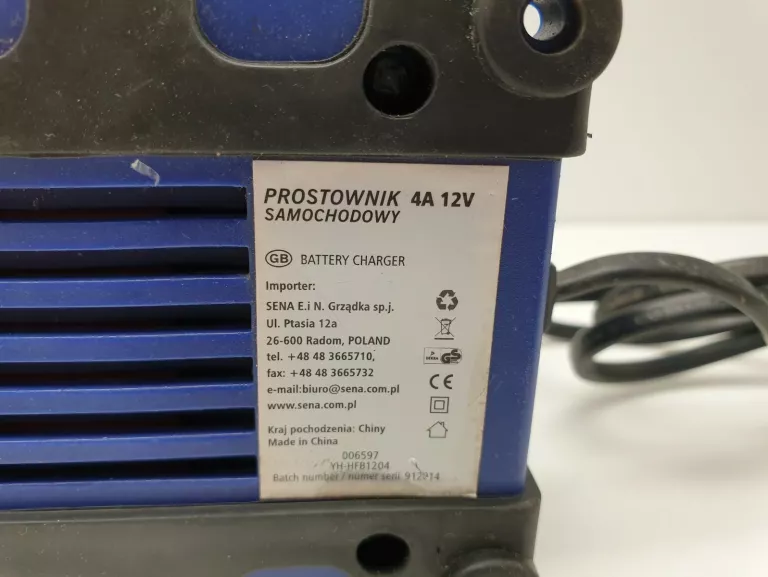 PROSTOWNIK 4A 12V
SAMOCHODOWY
GB BATTERY CHARGER
Importer:
SENA E.i N. Grządka sp.j.
Ul. Ptasia 12a
26-600 Radom, POLAND
tel. +48 48 3665710,
fax: +48 48 3665732
e-mail:biuro@sena.com.pl
www.sena.com.pl
GS
CE
Kraj pochodzenia: Chiny
Made in China
006597
YH-HFB1204
Batch number / numer serii 912014